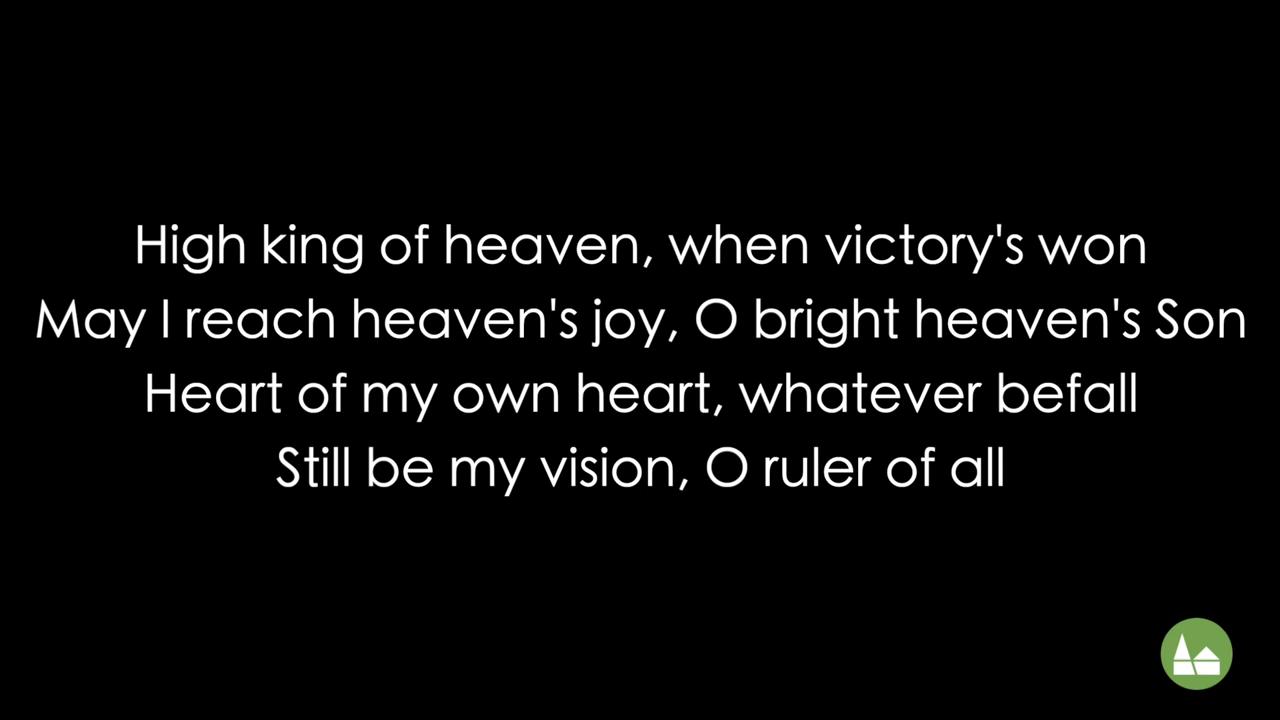 High king of heaven, when victory's won
May I reach heaven's joy, O bright heaven's Son
Heart of my own heart, whatever befall
Still be my vision, O ruler of all